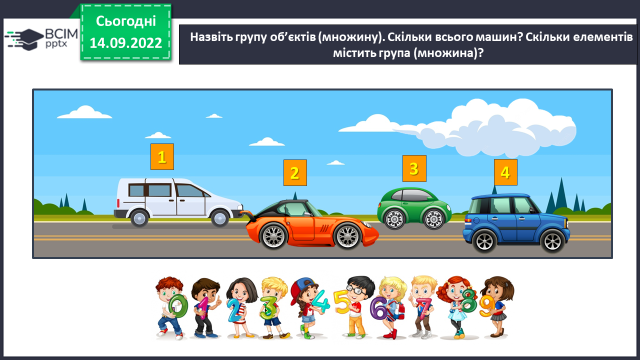 ВСІМ
pptx
Сьогодні
14.09.2022
Назвіть групу об’єктів (множину). Скільки всього машин? Скільки елементів
містить група (множина)?
1
2
3
4
0 1 2 3 4 5 6 7 8 9